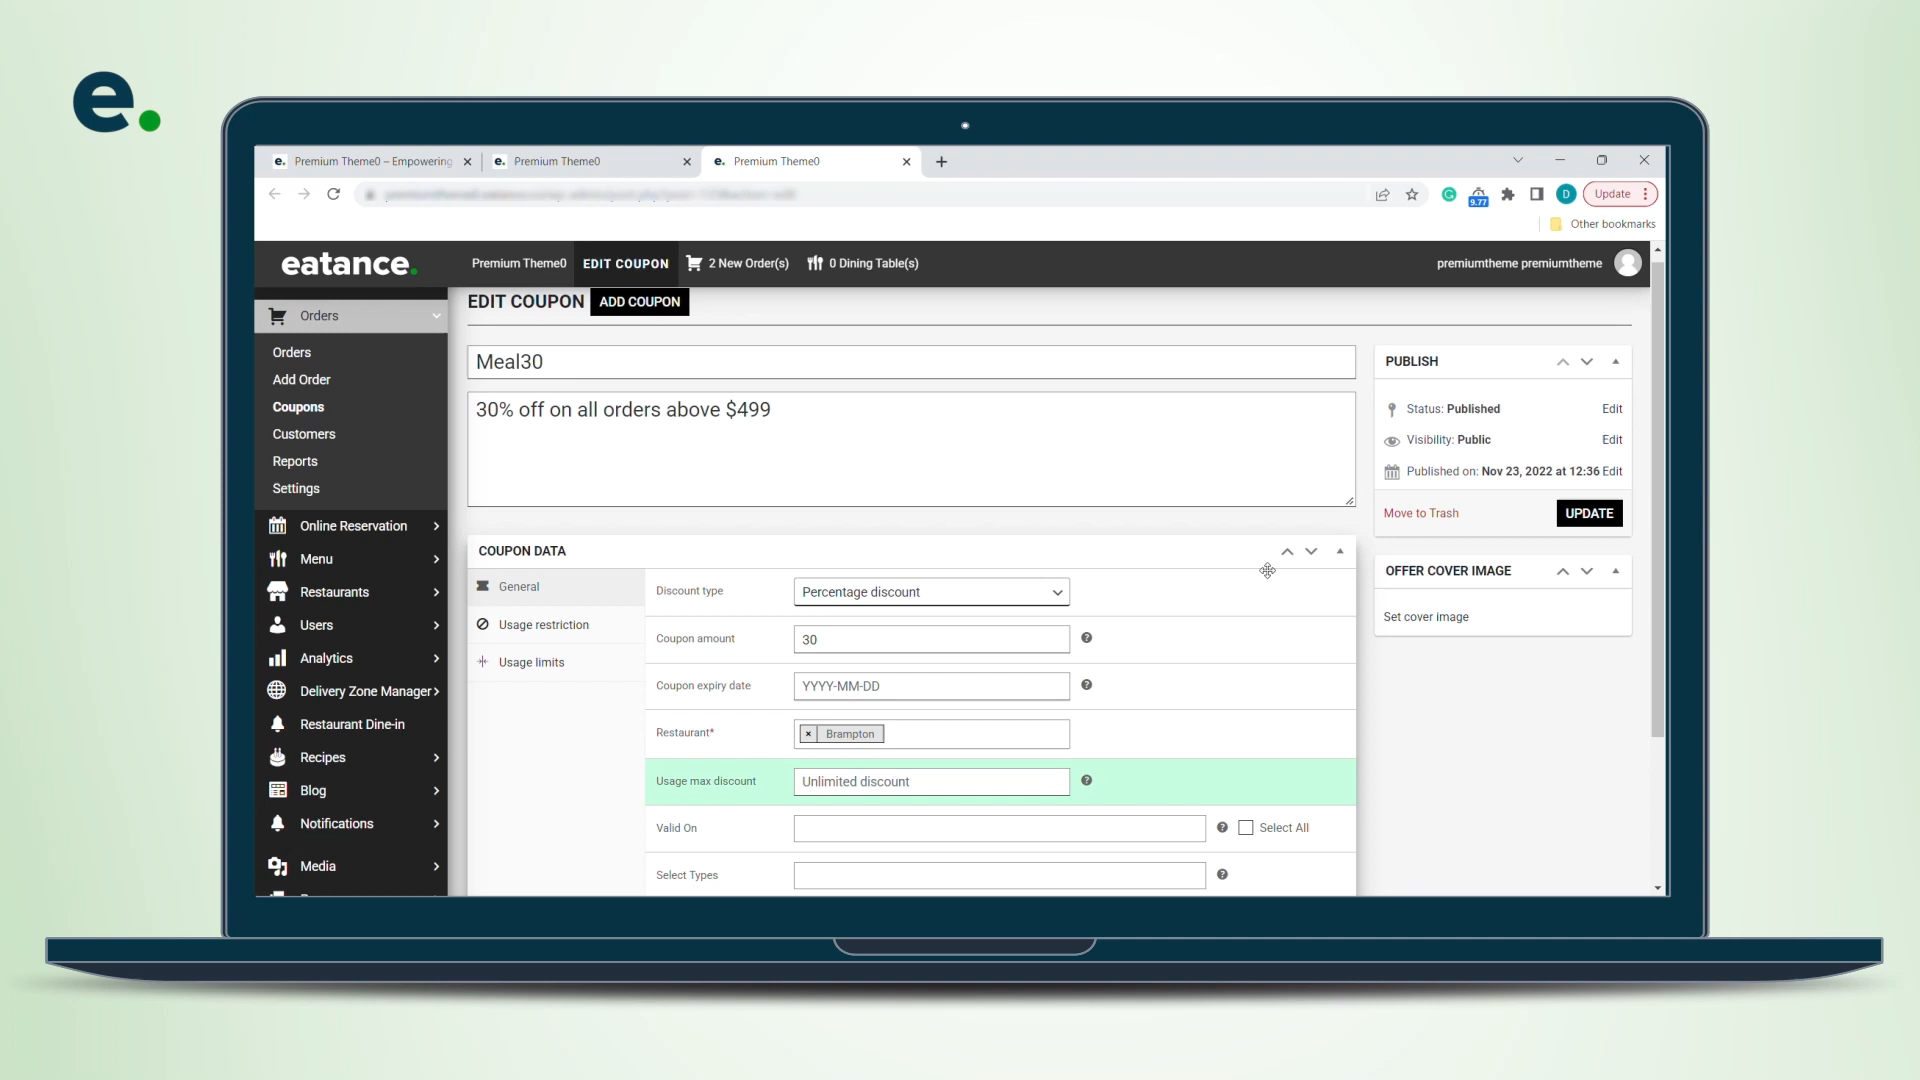 e.
e. Premium Theme0 – Empowering
e. Premium Theme0
e. Premium Theme0
9.77
D
Update
Other bookmarks
eatance.
Premium Theme0
EDIT COUPON
2 New Order(s)
0 Dining Table(s)
premiumtheme premiumtheme
Orders
Orders
Add Order
Coupons
Customers
Reports
Settings
Online Reservation
Menu
Restaurants
Users
Analytics
Delivery Zone Manager
Restaurant Dine-in
Recipes
Blog
Notifications
Media
EDIT COUPON
ADD COUPON
Meal30
30% off on all orders above $499
COUPON DATA
General
Usage restriction
Usage limits
Discount type
Percentage discount
Coupon amount
30
Coupon expiry date
YYYY-MM-DD
Restaurant*
× Brampton
Usage max discount
Unlimited discount
Valid On
Select All
Select Types
PUBLISH
Status: Published Edit
Visibility: Public Edit
Published on: Nov 23, 2022 at 12:36 Edit
Move to Trash
UPDATE
OFFER COVER IMAGE
Set cover image